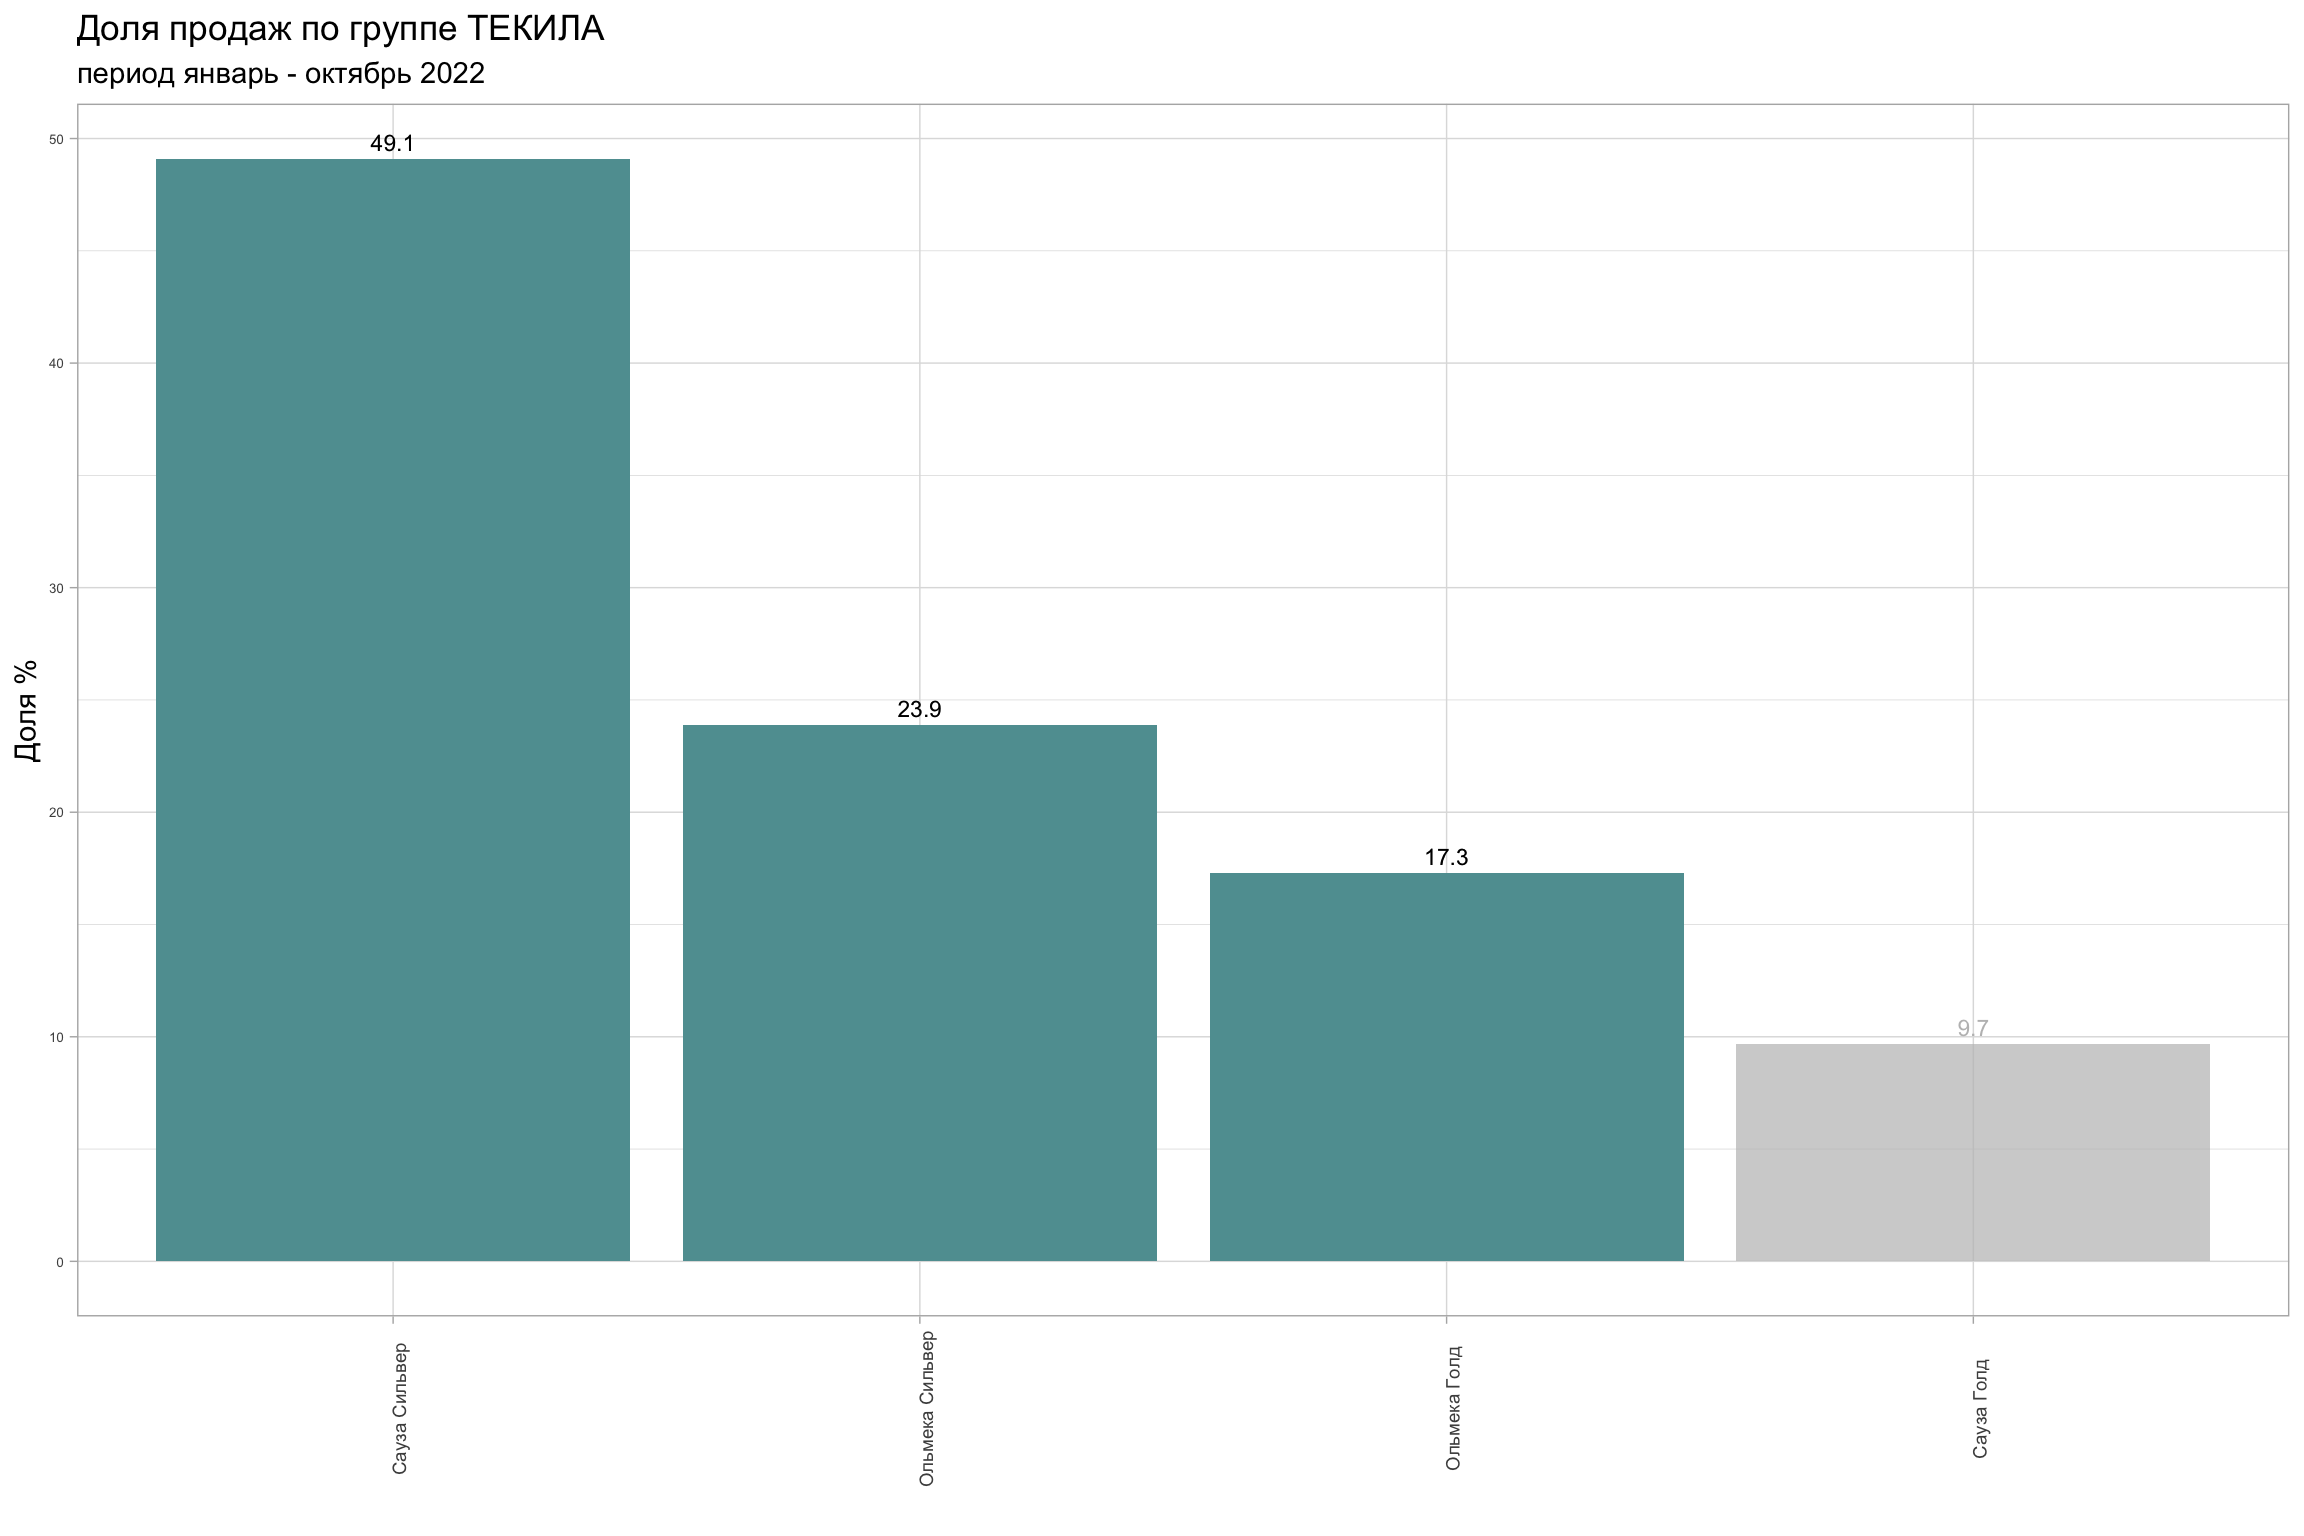 Доля продаж по группе ТЕКИЛА
период январь - октябрь 2022
Доля %
50
40
30
20
10
0
49.1
23.9
17.3
9.7
Сауза Сильвер
Ольмека Сильвер
Ольмека Голд
Сауза Голд